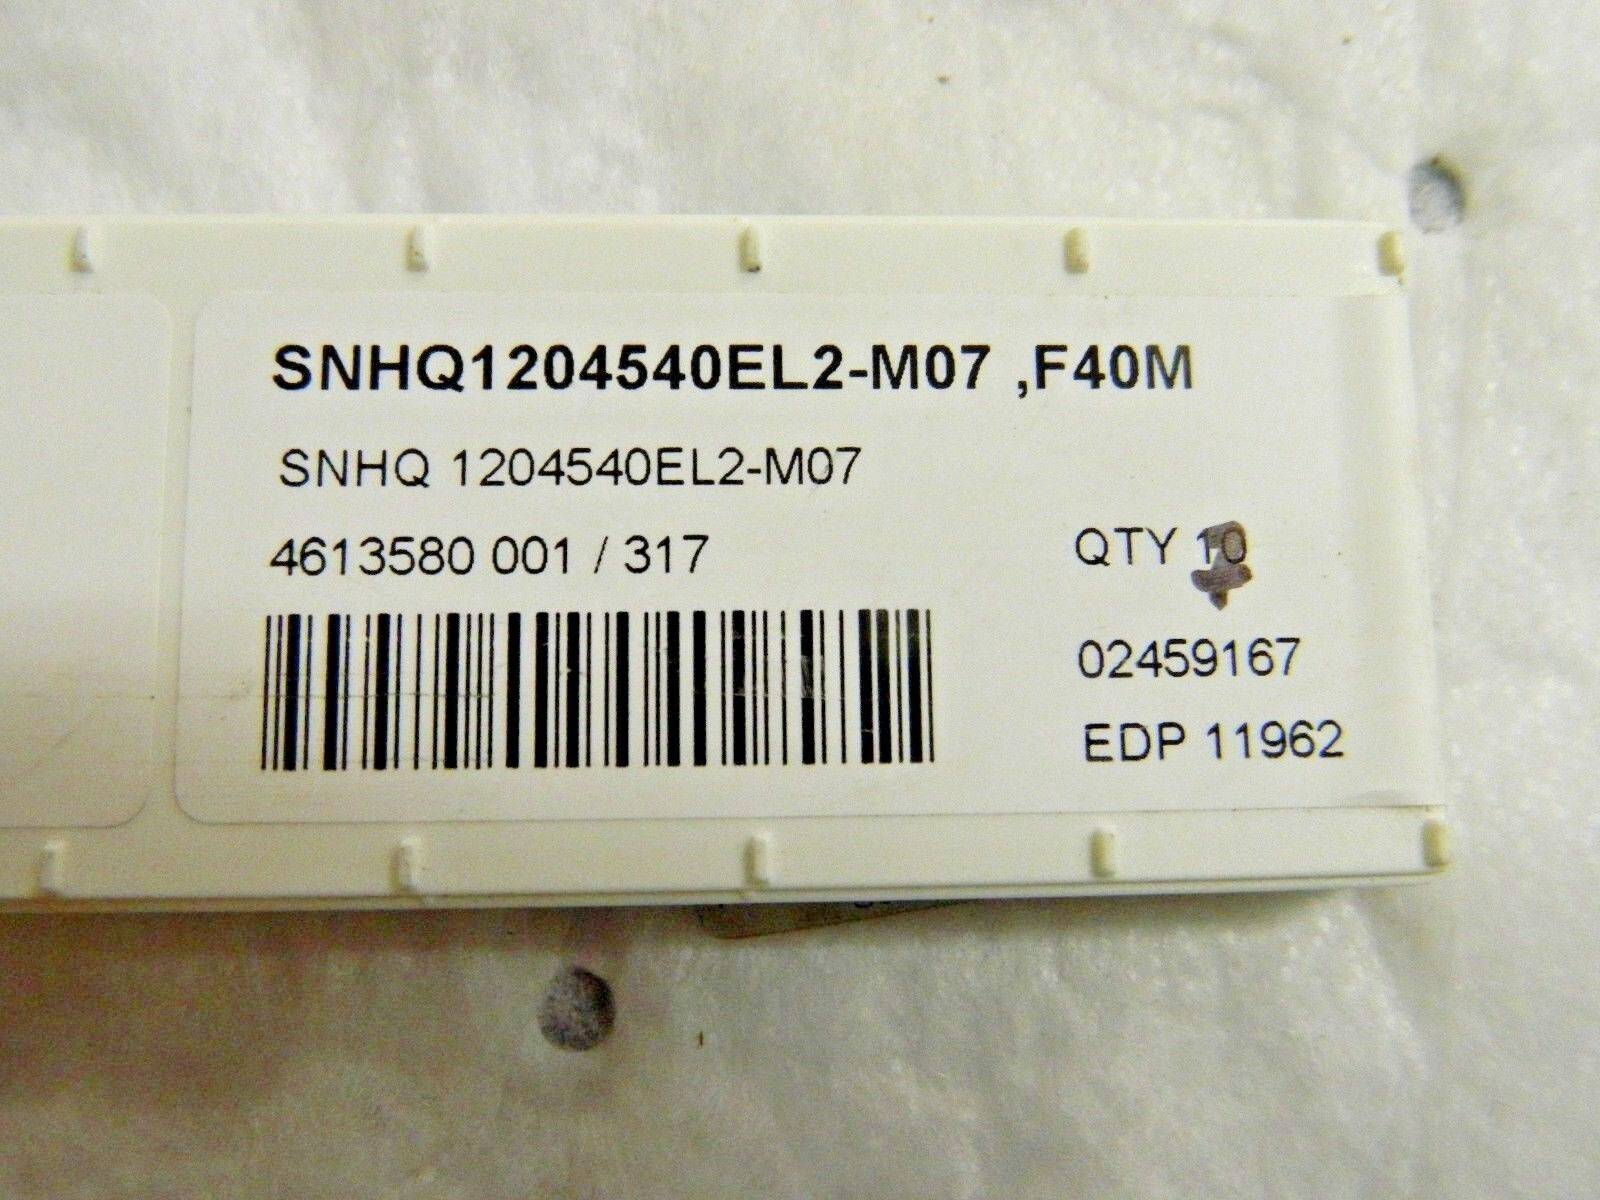 SNHQ1204540EL2-M07 ,F40M
SNHQ 1204540EL2-M07
4613580 001 / 317
QTY 10
02459167
EDP 11962